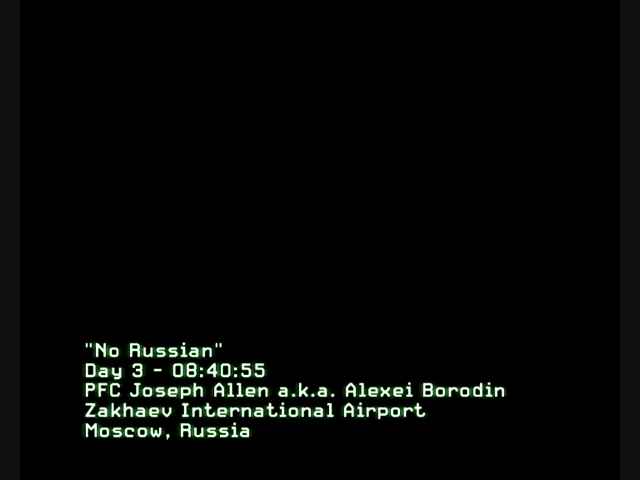 "No Russian"
Day 3 - 08:40:55
PFC Joseph Allen a.k.a. Alexei Borodin
Zakhaev International Airport
Moscow, Russia